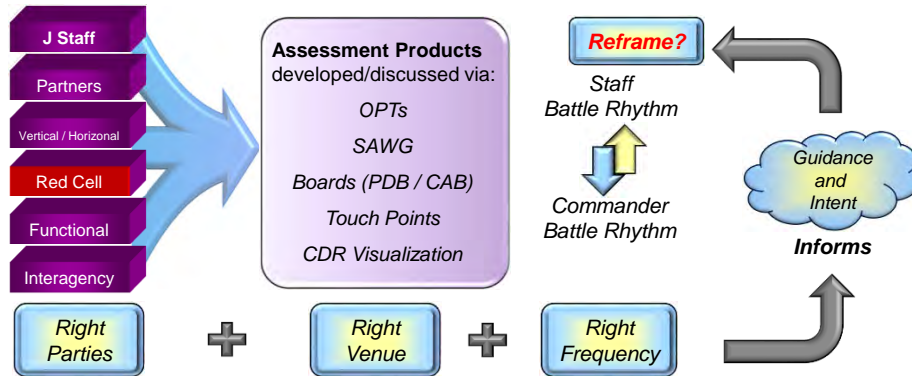 J Staff
Partners
Vertical / Horizonal
Red Cell
Functional
Interagency
Assessment Products
developed/discussed via:
OPTs
SAWG
Boards (PDB / CAB)
Touch Points
CDR Visualization
Reframe?
Staff
Battle Rhythm
Commander
Battle Rhythm
Guidance
and
Intent
Informs
Right
Parties
Right
Venue
Right
Frequency